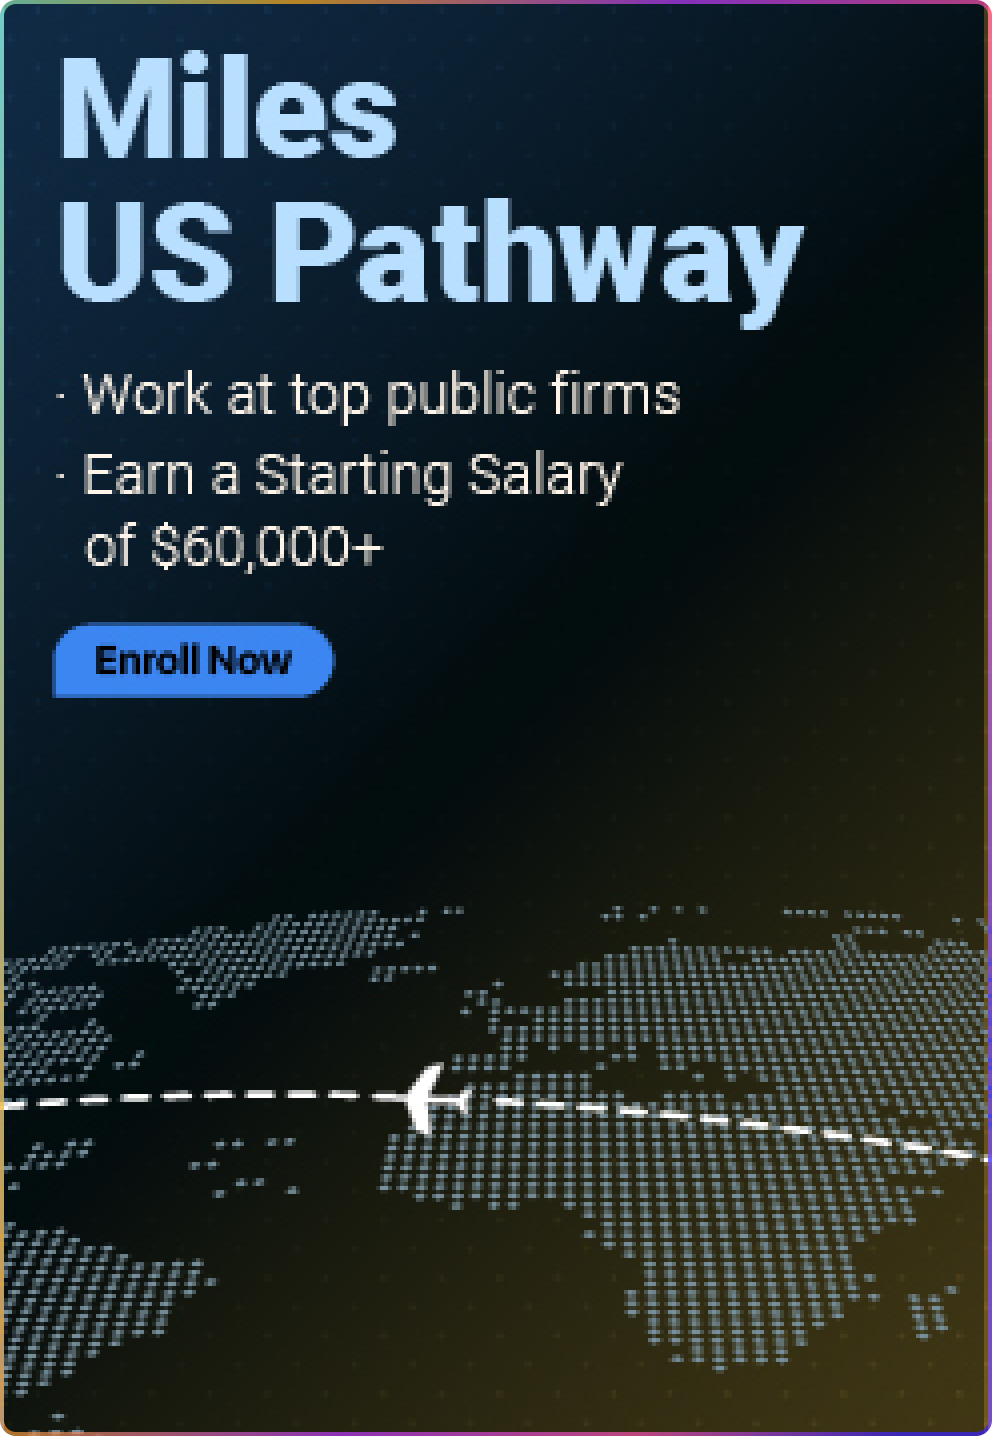 Miles
US Pathway
· Work at top public firms
· Earn a Starting Salary
of $60,000+
Enroll Now